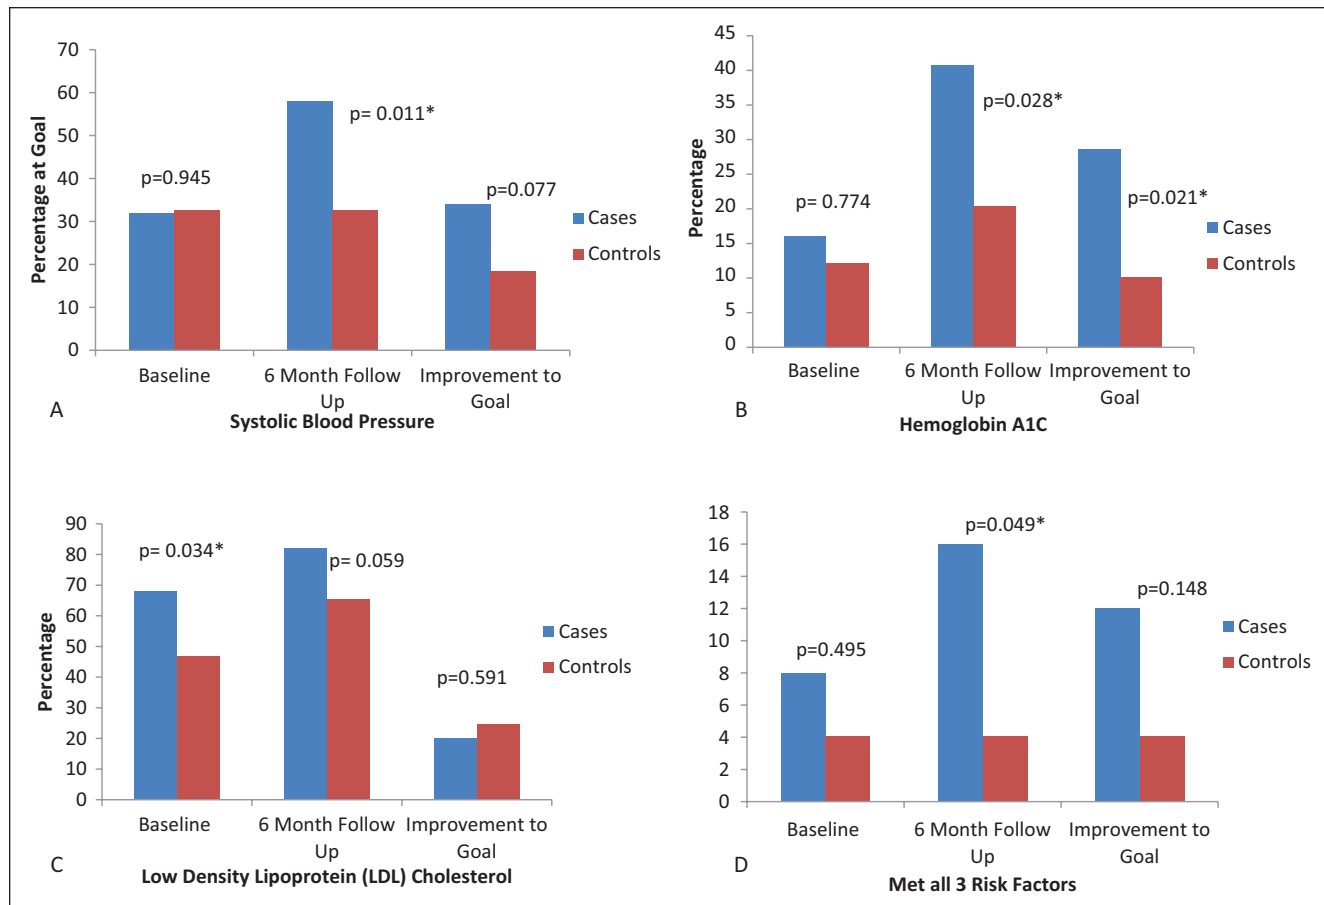 70
60
50
40
30
20
10
0
Percentage at Goal
p=0.945
p= 0.011*
p=0.077
Cases
Controls
Baseline
6 Month Follow
Up
Improvement to
Goal
A
Systolic Blood Pressure
45
40
35
30
25
20
15
10
5
0
Percentage
p= 0.774
p=0.028*
p=0.021*
Cases
Controls
Baseline
6 Month Follow
Up
Improvement to
Goal
B
Hemoglobin A1C
90
80
70
60
50
40
30
20
10
0
Percentage
p= 0.034*
p= 0.059
p=0.591
Cases
Controls
Baseline
6 Month Follow
Up
Improvement to
Goal
C
Low Density Lipoprotein (LDL) Cholesterol
18
16
14
12
10
8
6
4
2
0
p=0.495
p=0.049*
p=0.148
Cases
Controls
Baseline
6 Month Follow
Up
Improvement to
Goal
D
Met all 3 Risk Factors